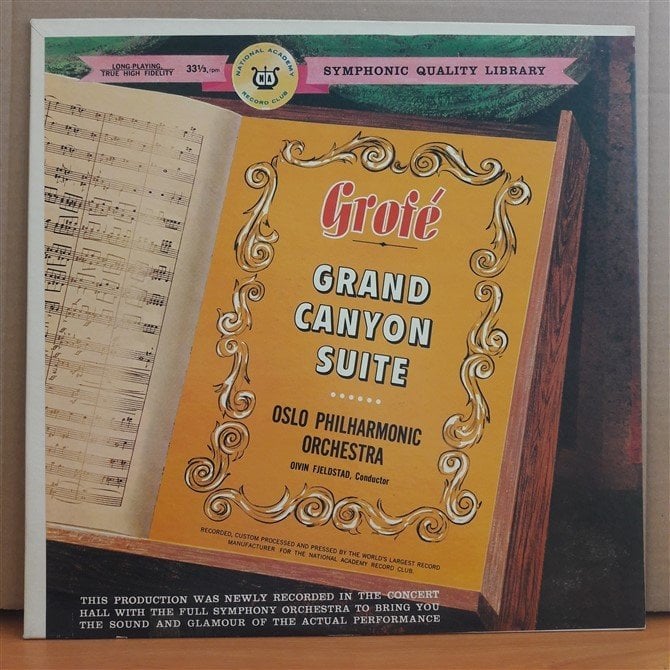 LONG-PLAYING,
TRUE HIGH FIDELITY
33⅓ rpm
NATIONAL ACADEMY
NA
RECORD CLUB
SYMPHONIC QUALITY LIBRARY
Grofé
GRAND
CANYON
SUITE
OSLO PHILHARMONIC
ORCHESTRA
OIVIN FJELDSTAD, Conductor
RECORDED, CUSTOM PROCESSED AND PRESSED BY THE WORLD'S LARGEST RECORD
MANUFACTURER FOR THE NATIONAL ACADEMY RECORD CLUB.
THIS PRODUCTION WAS NEWLY RECORDED IN THE CONCERT
HALL WITH THE FULL SYMPHONY ORCHESTRA TO BRING YOU
THE SOUND AND GLAMOUR OF THE ACTUAL PERFORMANCE